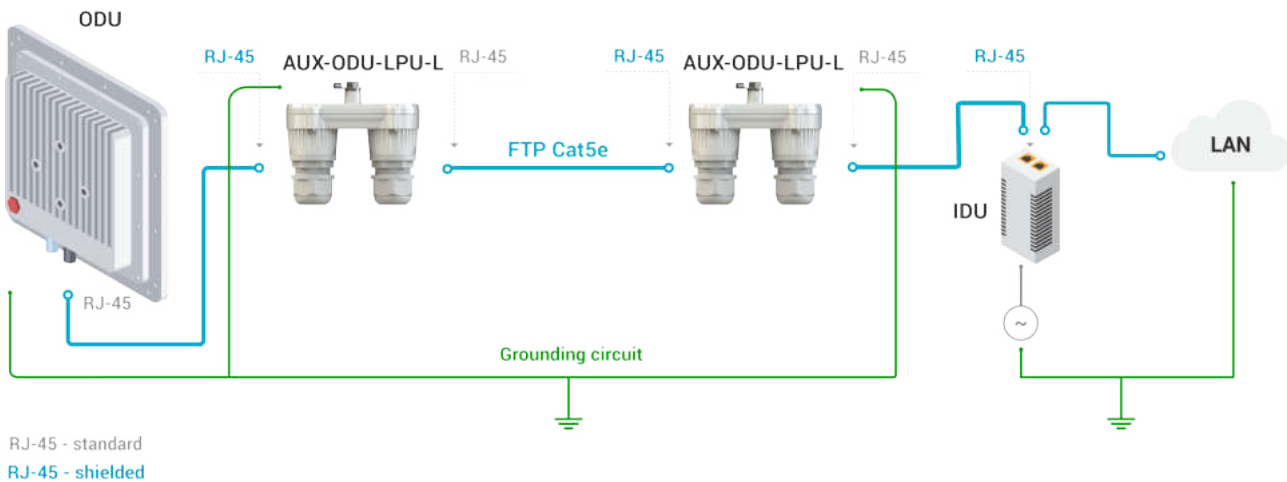 ODU
RJ-45
AUX-ODU-LPU-L
RJ-45
RJ-45
AUX-ODU-LPU-L
RJ-45
RJ-45
FTP Cat5e
LAN
IDU
RJ-45
~
Grounding circuit
RJ-45 - standard
RJ-45 - shielded